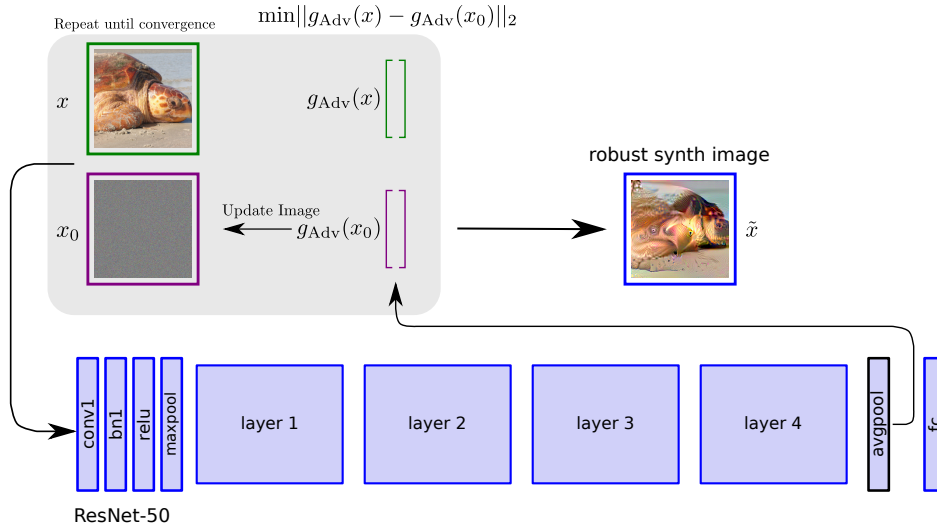 min||g_Adv(x) − g_Adv(x_0)||_2
Repeat until convergence
x
g_Adv(x)
robust synth image
Update Image
x_0
g_Adv(x_0)
x̃
conv1
bn1
relu
maxpool
layer 1
layer 2
layer 3
layer 4
avgpool
fc
ResNet-50